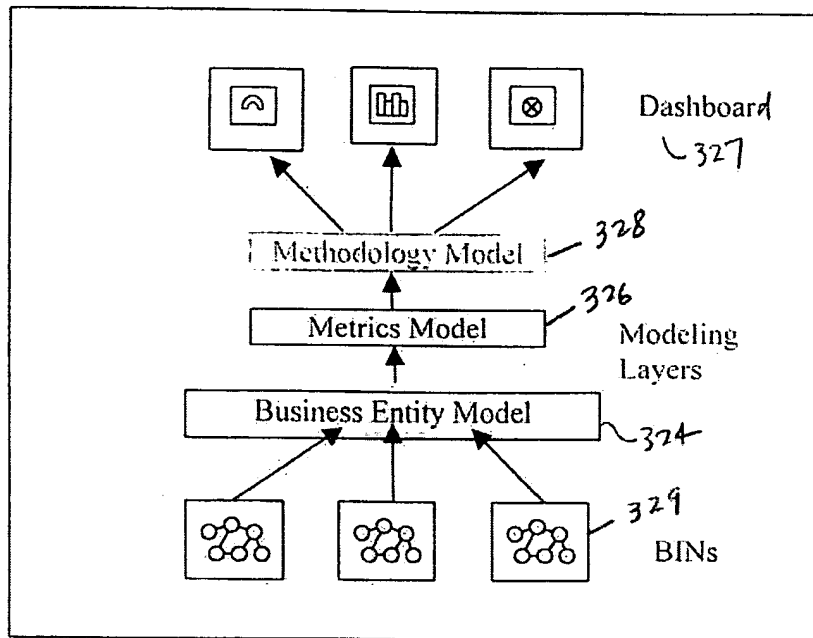 Dashboard
327
Methodology Model
328
326
Metrics Model
Modeling
Layers
Business Entity Model
324
329
BINs